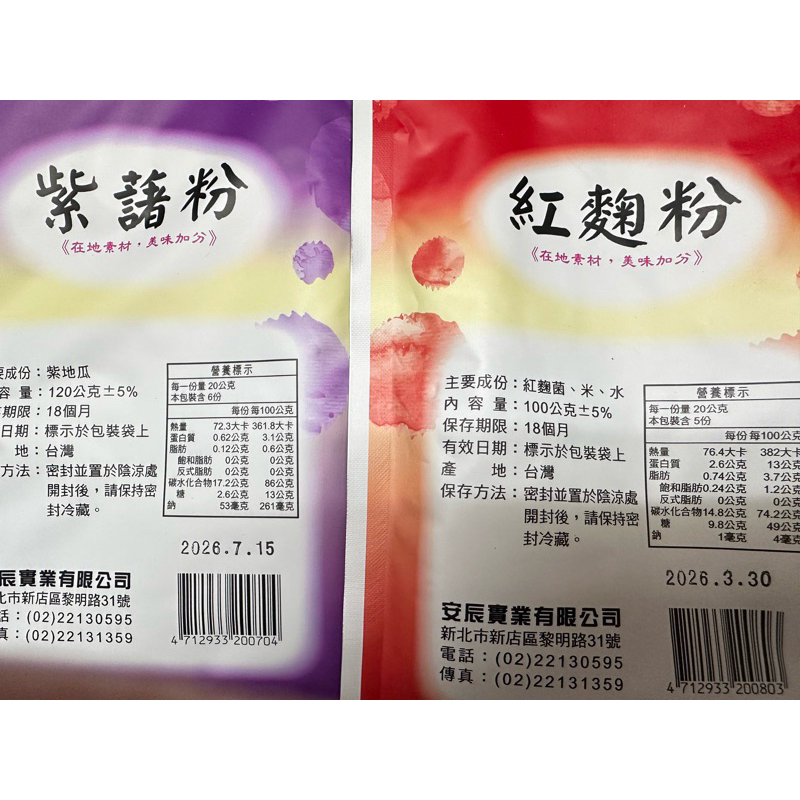 紫藷粉
《在地素材,美味加分》
要成份:紫地瓜
容 量:120公克±5%
期限:18個月
日期:標示於包裝袋上
地:台灣
方法:密封並置於陰涼處
開封後,請保持密
封冷藏。
營養標示
每一份量 20公克
本包裝含 6份
每份 每100公克
熱量 72.3大卡 361.8大卡
蛋白質 0.62公克 3.1公克
脂肪 0.12公克 0.6公克
飽和脂肪 0公克 0公克
反式脂肪 0公克 0公克
碳水化合物17.2公克 86公克
糖 2.6公克 13公克
鈉 53毫克 261毫克
2026.7.15
辰實業有限公司
北市新店區黎明路31號
話:(02)22130595
真:(02)22131359
4 712933 200704
紅麴粉
《在地素材,美味加分》
主要成份:紅麴菌、米、水
內 容 量:100公克±5%
保存期限:18個月
有效日期:標示於包裝袋上
產 地:台灣
保存方法:密封並置於陰涼處
開封後,請保持密
封冷藏。
營養標示
每一份量 20公克
本包裝含 5份
每份 每100公克
熱量 76.4大卡 382大卡
蛋白質 2.6公克 13公克
脂肪 0.74公克 3.7公克
飽和脂肪0.24公克 1.2公克
反式脂肪 0公克 0公克
碳水化合物14.8公克 74.2公克
糖 9.8公克 49公克
鈉 1毫克 4毫克
2026.3.30
安辰實業有限公司
新北市新店區黎明路31號
電話:(02)22130595
傳真:(02)22131359
4 712933 200803